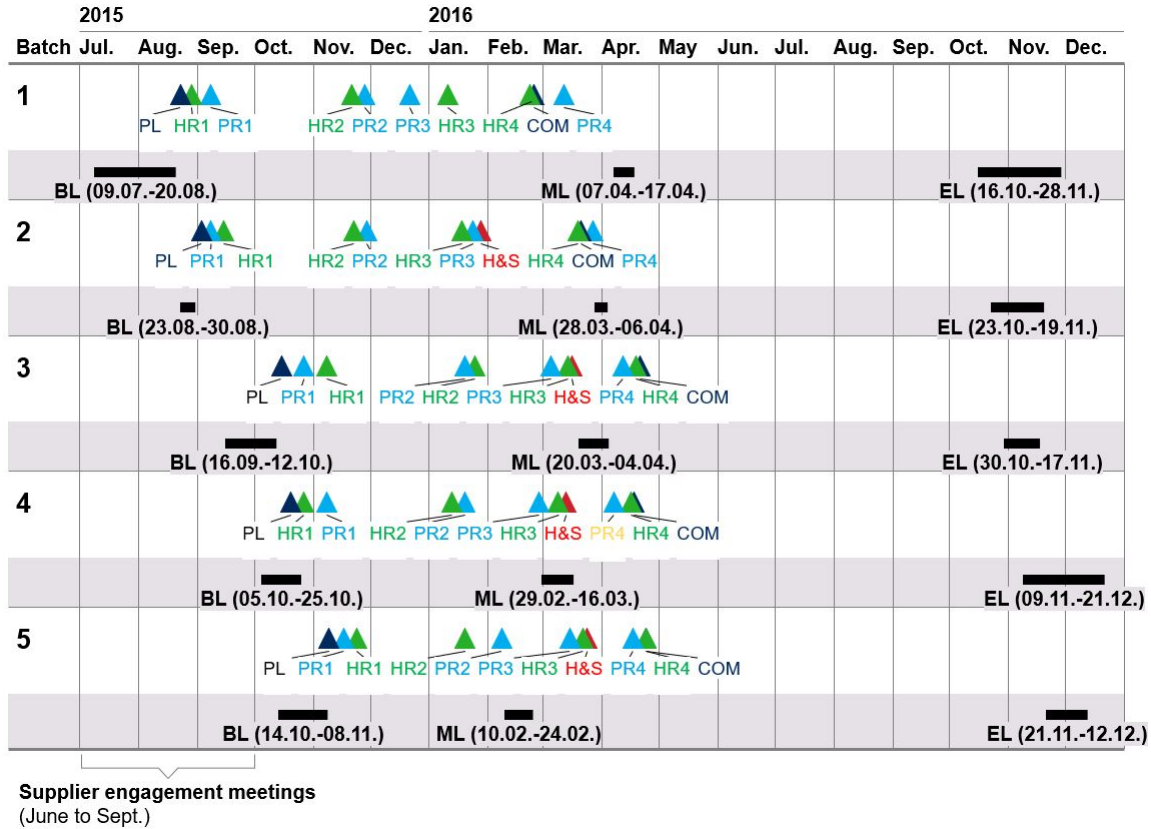 2015 2016
Batch Jul. Aug. Sep. Oct. Nov. Dec. Jan. Feb. Mar. Apr. May Jun. Jul. Aug. Sep. Oct. Nov. Dec.
1
PL HR1 PR1 HR2 PR2 PR3 HR3 HR4 COM PR4
BL (09.07.-20.08.) ML (07.04.-17.04.) EL (16.10.-28.11.)
2
PL PR1 HR1 HR2 PR2 HR3 PR3 H&S HR4 COM PR4
BL (23.08.-30.08.) ML (28.03.-06.04.) EL (23.10.-19.11.)
3
PL PR1 HR1 PR2 HR2 PR3 HR3 H&S PR4 HR4 COM
BL (16.09.-12.10.) ML (20.03.-04.04.) EL (30.10.-17.11.)
4
PL HR1 PR1 HR2 PR2 PR3 HR3 H&S PR4 HR4 COM
BL (05.10.-25.10.) ML (29.02.-16.03.) EL (09.11.-21.12.)
5
PL PR1 HR1 HR2 PR2 PR3 HR3 H&S PR4 HR4 COM
BL (14.10.-08.11.) ML (10.02.-24.02.) EL (21.11.-12.12.)
Supplier engagement meetings
(June to Sept.)